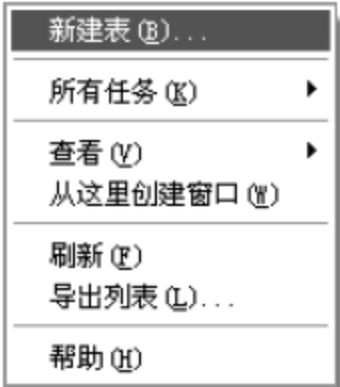 新建表(B)...
所有任务(K)
查看(V)
从这里创建窗口(W)
刷新(F)
导出列表(L)...
帮助(H)